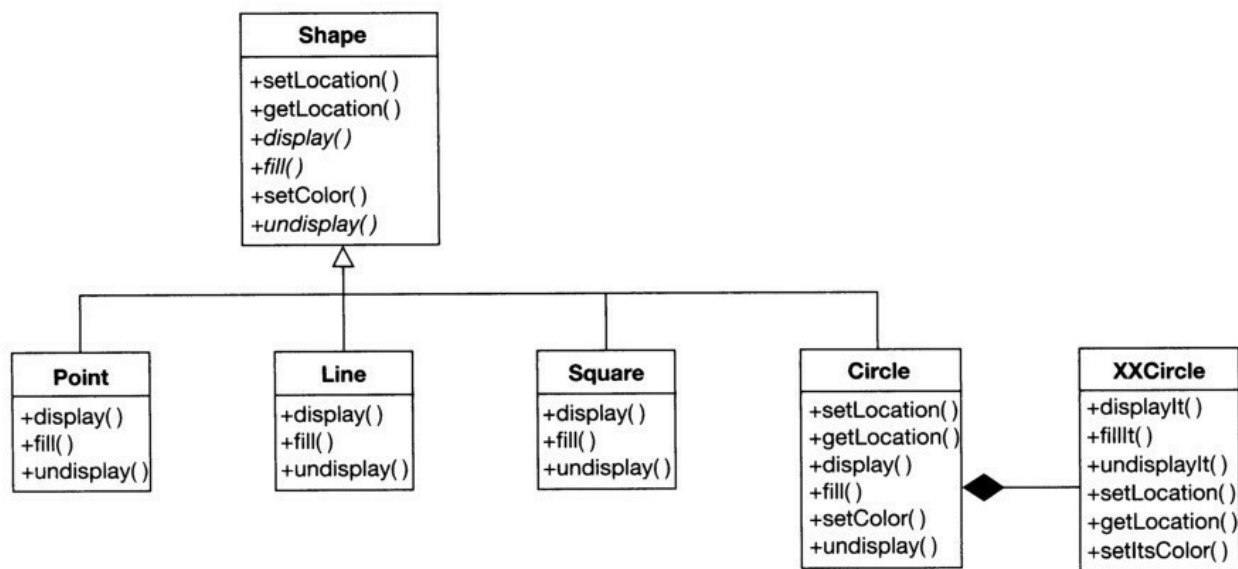 Shape
+setLocation( )
+getLocation( )
+display( )
+fill( )
+setColor( )
+undisplay( )
Point
+display( )
+fill( )
+undisplay( )
Line
+display( )
+fill( )
+undisplay( )
Square
+display( )
+fill( )
+undisplay( )
Circle
+setLocation( )
+getLocation( )
+display( )
+fill( )
+setColor( )
+undisplay( )
XXCircle
+displayIt( )
+fillIt( )
+undisplayIt( )
+setLocation( )
+getLocation( )
+setItsColor( )